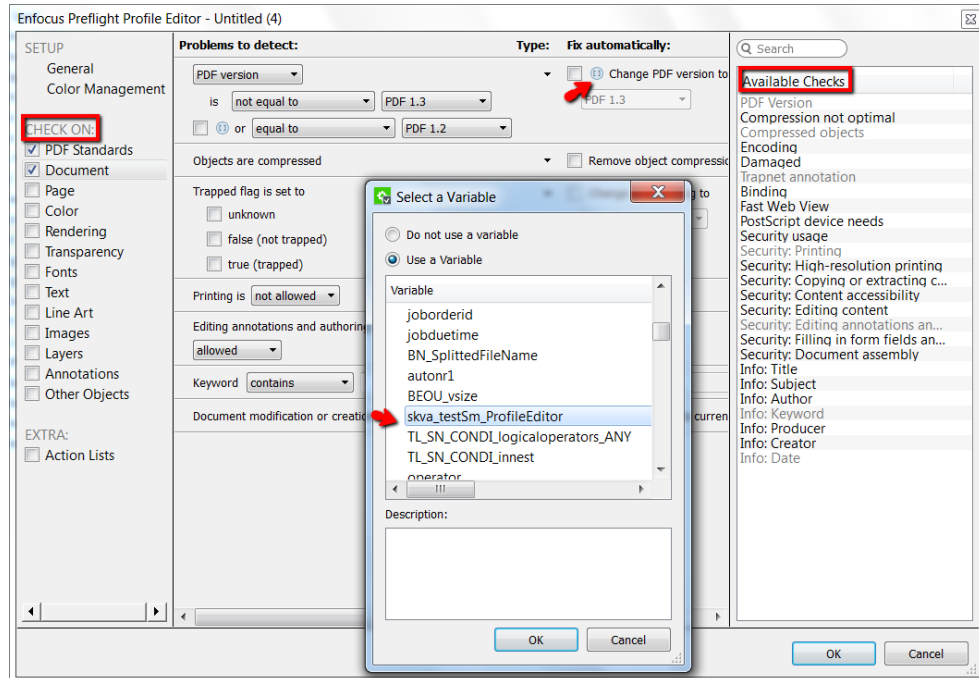 Enfocus Preflight Profile Editor - Untitled (4)
SETUP
General
Color Management
CHECK ON:
PDF Standards
Document
Page
Color
Rendering
Transparency
Fonts
Text
Line Art
Images
Layers
Annotations
Other Objects
EXTRA:
Action Lists
Problems to detect: Type: Fix automatically:
PDF version Change PDF version to
is not equal to PDF 1.3 PDF 1.3
or equal to PDF 1.2
Objects are compressed Remove object compressic
Trapped flag is set to to
unknown
false (not trapped)
true (trapped)
Printing is not allowed
Editing annotations and authorin
allowed
Keyword contains
Document modification or creatio curren
Select a Variable
Do not use a variable
Use a Variable
Variable
joborderid
jobduetime
BN_SplittedFileName
autonr1
BEOU_vsize
skva_testSm_ProfileEditor
TL_SN_CONDI_logicaloperators_ANY
TL_SN_CONDI_innest
operator
Description:
OK Cancel
Search
Available Checks
PDF Version
Compression not optimal
Compressed objects
Encoding
Damaged
Trapnet annotation
Binding
Fast Web View
PostScript device needs
Security usage
Security: Printing
Security: High-resolution printing
Security: Copying or extracting c...
Security: Content accessibility
Security: Editing content
Security: Editing annotations an...
Security: Filling in form fields an...
Security: Document assembly
Info: Title
Info: Subject
Info: Author
Info: Keyword
Info: Producer
Info: Creator
Info: Date
OK Cancel